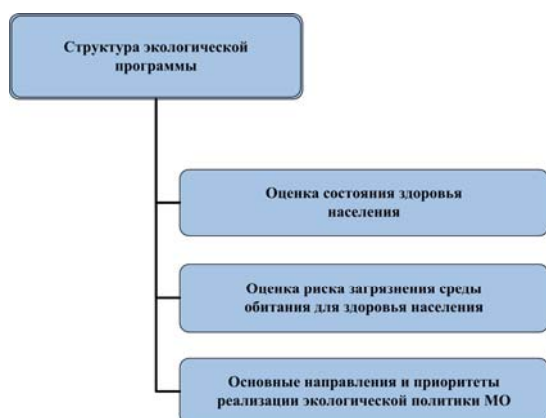 Структура экологической
программы
Оценка состояния здоровья
населения
Оценка риска загрязнения среды
обитания для здоровья населения
Основные направления и приоритеты
реализации экологической политики МО